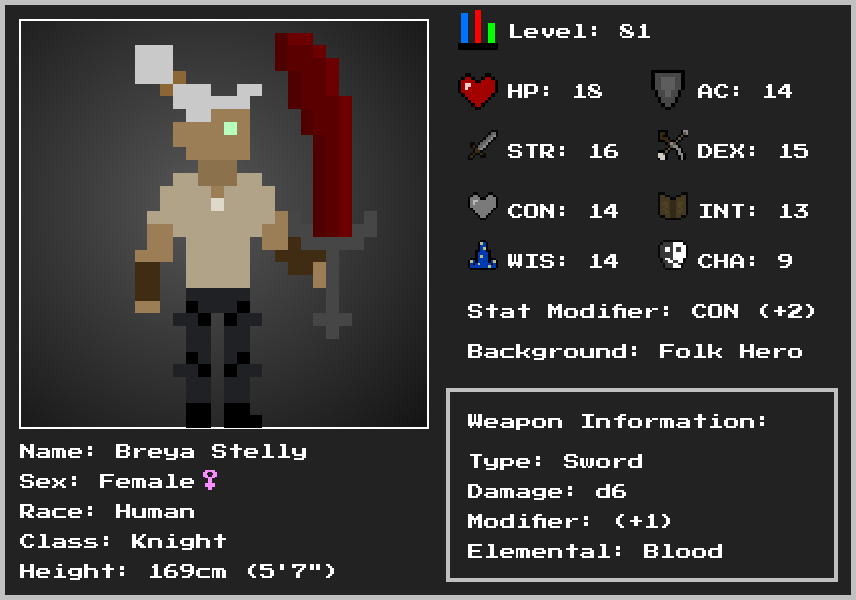 Level: 81
HP: 18
AC: 14
STR: 16
DEX: 15
CON: 14
INT: 13
WIS: 14
CHA: 9
Stat Modifier: CON (+2)
Background: Folk Hero
Weapon Information:
Type: Sword
Damage: d6
Modifier: (+1)
Elemental: Blood
Name: Breya Stelly
Sex: Female♀
Race: Human
Class: Knight
Height: 169cm (5'7")